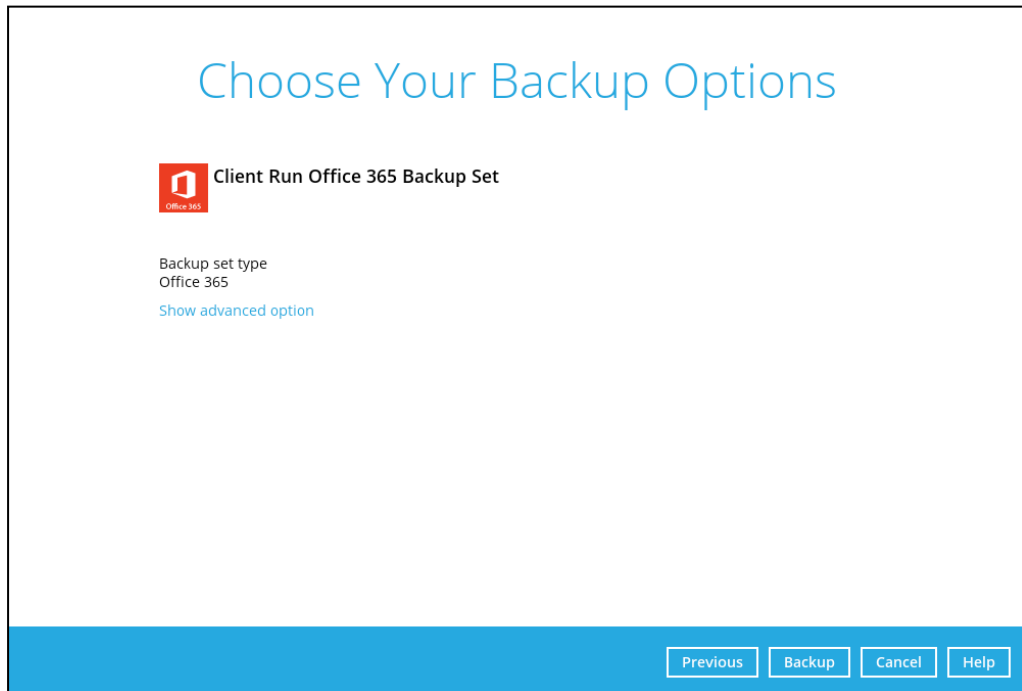 Choose Your Backup Options
Client Run Office 365 Backup Set
Office 365
Backup set type
Office 365
Show advanced option
Previous
Backup
Cancel
Help